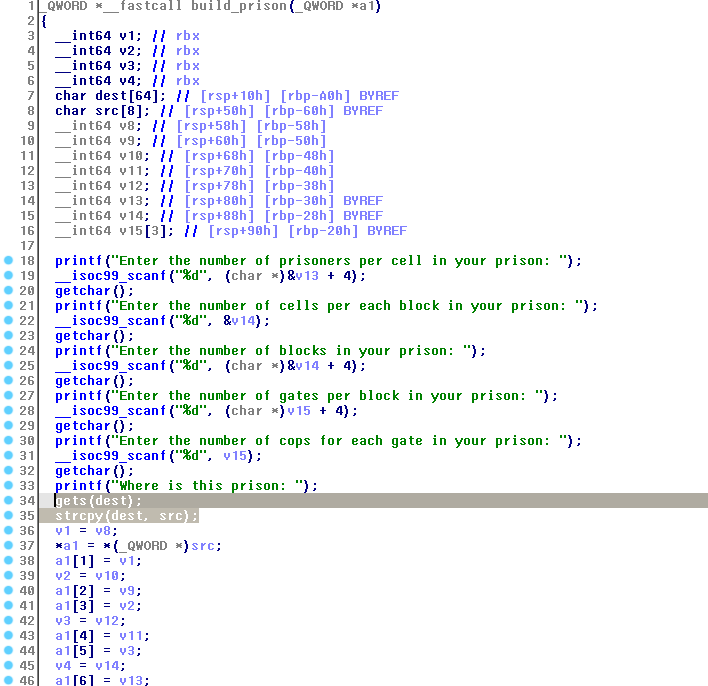 1 _QWORD *__fastcall build_prison(_QWORD *a1)
2 {
3 __int64 v1; // rbx
4 __int64 v2; // rbx
5 __int64 v3; // rbx
6 __int64 v4; // rbx
7 char dest[64]; // [rsp+10h] [rbp-A0h] BYREF
8 char src[8]; // [rsp+50h] [rbp-60h] BYREF
9 __int64 v8; // [rsp+58h] [rbp-58h]
10 __int64 v9; // [rsp+60h] [rbp-50h]
11 __int64 v10; // [rsp+68h] [rbp-48h]
12 __int64 v11; // [rsp+70h] [rbp-40h]
13 __int64 v12; // [rsp+78h] [rbp-38h]
14 __int64 v13; // [rsp+80h] [rbp-30h] BYREF
15 __int64 v14; // [rsp+88h] [rbp-28h] BYREF
16 __int64 v15[3]; // [rsp+90h] [rbp-20h] BYREF
17
18 printf("Enter the number of prisoners per cell in your prison: ");
19 __isoc99_scanf("%d", (char *)&v13 + 4);
20 getchar();
21 printf("Enter the number of cells per each block in your prison: ");
22 __isoc99_scanf("%d", &v14);
23 getchar();
24 printf("Enter the number of blocks in your prison: ");
25 __isoc99_scanf("%d", (char *)&v14 + 4);
26 getchar();
27 printf("Enter the number of gates per block in your prison: ");
28 __isoc99_scanf("%d", (char *)v15 + 4);
29 getchar();
30 printf("Enter the number of cops for each gate in your prison: ");
31 __isoc99_scanf("%d", v15);
32 getchar();
33 printf("Where is this prison: ");
34 gets(dest);
35 strcpy(dest, src);
36 v1 = v8;
37 *a1 = *(_QWORD *)src;
38 a1[1] = v1;
39 v2 = v10;
40 a1[2] = v9;
41 a1[3] = v2;
42 v3 = v12;
43 a1[4] = v11;
44 a1[5] = v3;
45 v4 = v14;
46 a1[6] = v13;